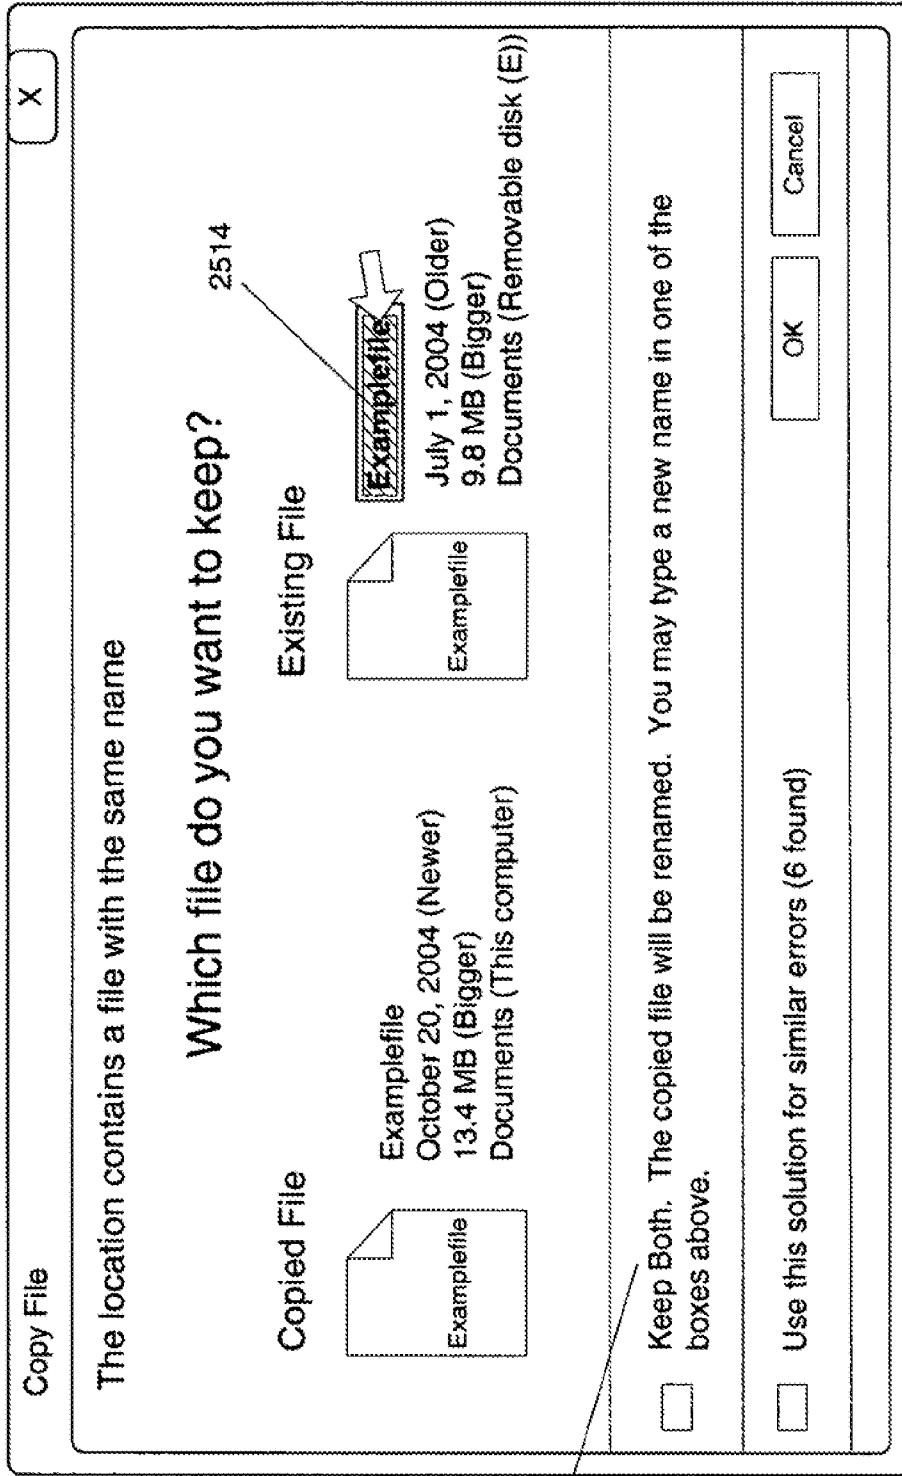 Copy File
X
The location contains a file with the same name
Which file do you want to keep?
2514
Copied File
Examplefile
Examplefile
October 20, 2004 (Newer)
13.4 MB (Bigger)
Documents (This computer)
Existing File
Examplefile
Examplefile
July 1, 2004 (Older)
9.8 MB (Bigger)
Documents (Removable disk (E))
Keep Both. The copied file will be renamed. You may type a new name in one of the
boxes above.
Use this solution for similar errors (6 found)
OK
Cancel